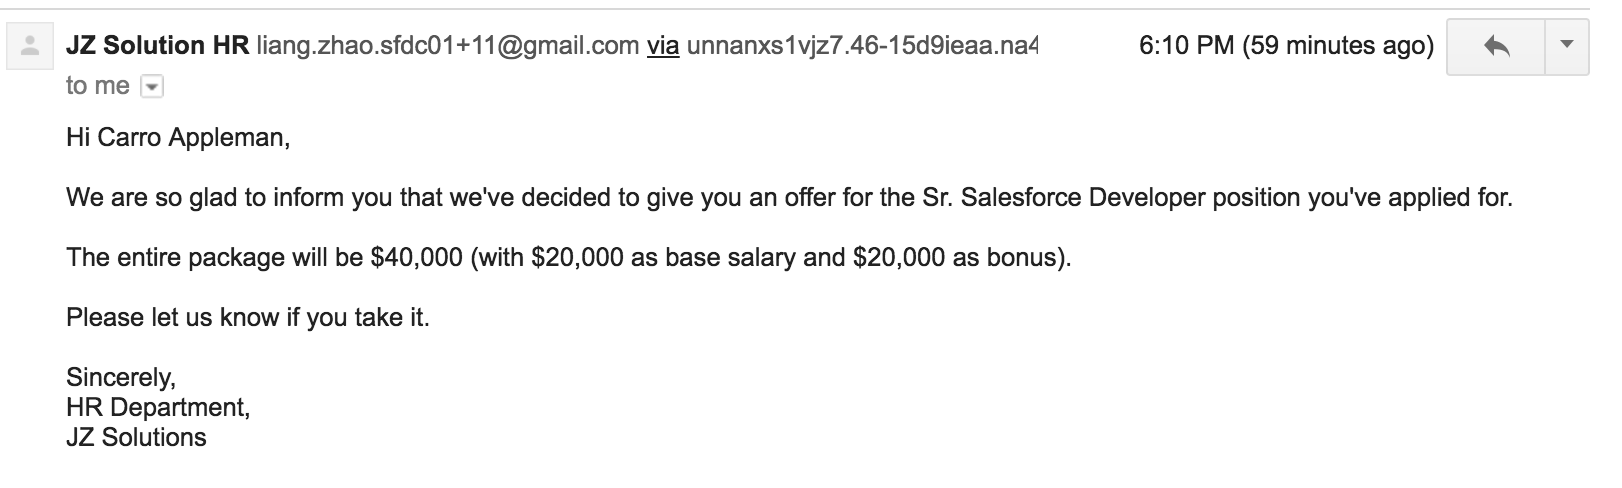 JZ Solution HR liang.zhao.sfdc01+11@gmail.com via unnanxs1vjz7.46-15d9ieaa.na4 6:10 PM (59 minutes ago)
to me
Hi Carro Appleman,
We are so glad to inform you that we've decided to give you an offer for the Sr. Salesforce Developer position you've applied for.
The entire package will be $40,000 (with $20,000 as base salary and $20,000 as bonus).
Please let us know if you take it.
Sincerely,
HR Department,
JZ Solutions